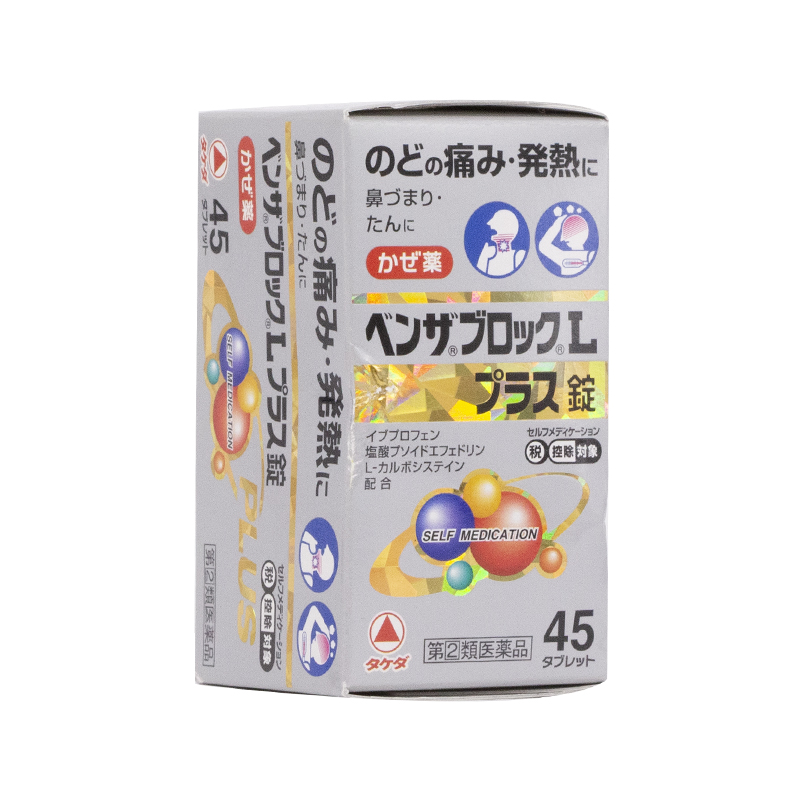 のどの痛み・発熱に
鼻づまり・
たんに
かぜ薬
ベンザ®ブロック®L
プラス錠
イブプロフェン
塩酸プソイドエフェドリン
L-カルボシステイン
配合
セルフメディケーション
税 控除 対象
SELF MEDICATION
タケダ
第②類医薬品
45
タブレット
のどの痛み・発熱に
鼻づまり・たんに
ベンザ®ブロック®Lプラス錠
かぜ薬
タケダ
45
タブレット
SELF MEDICATION
PLUS
セルフメディケーション
税 控除 対象
第②類医薬品